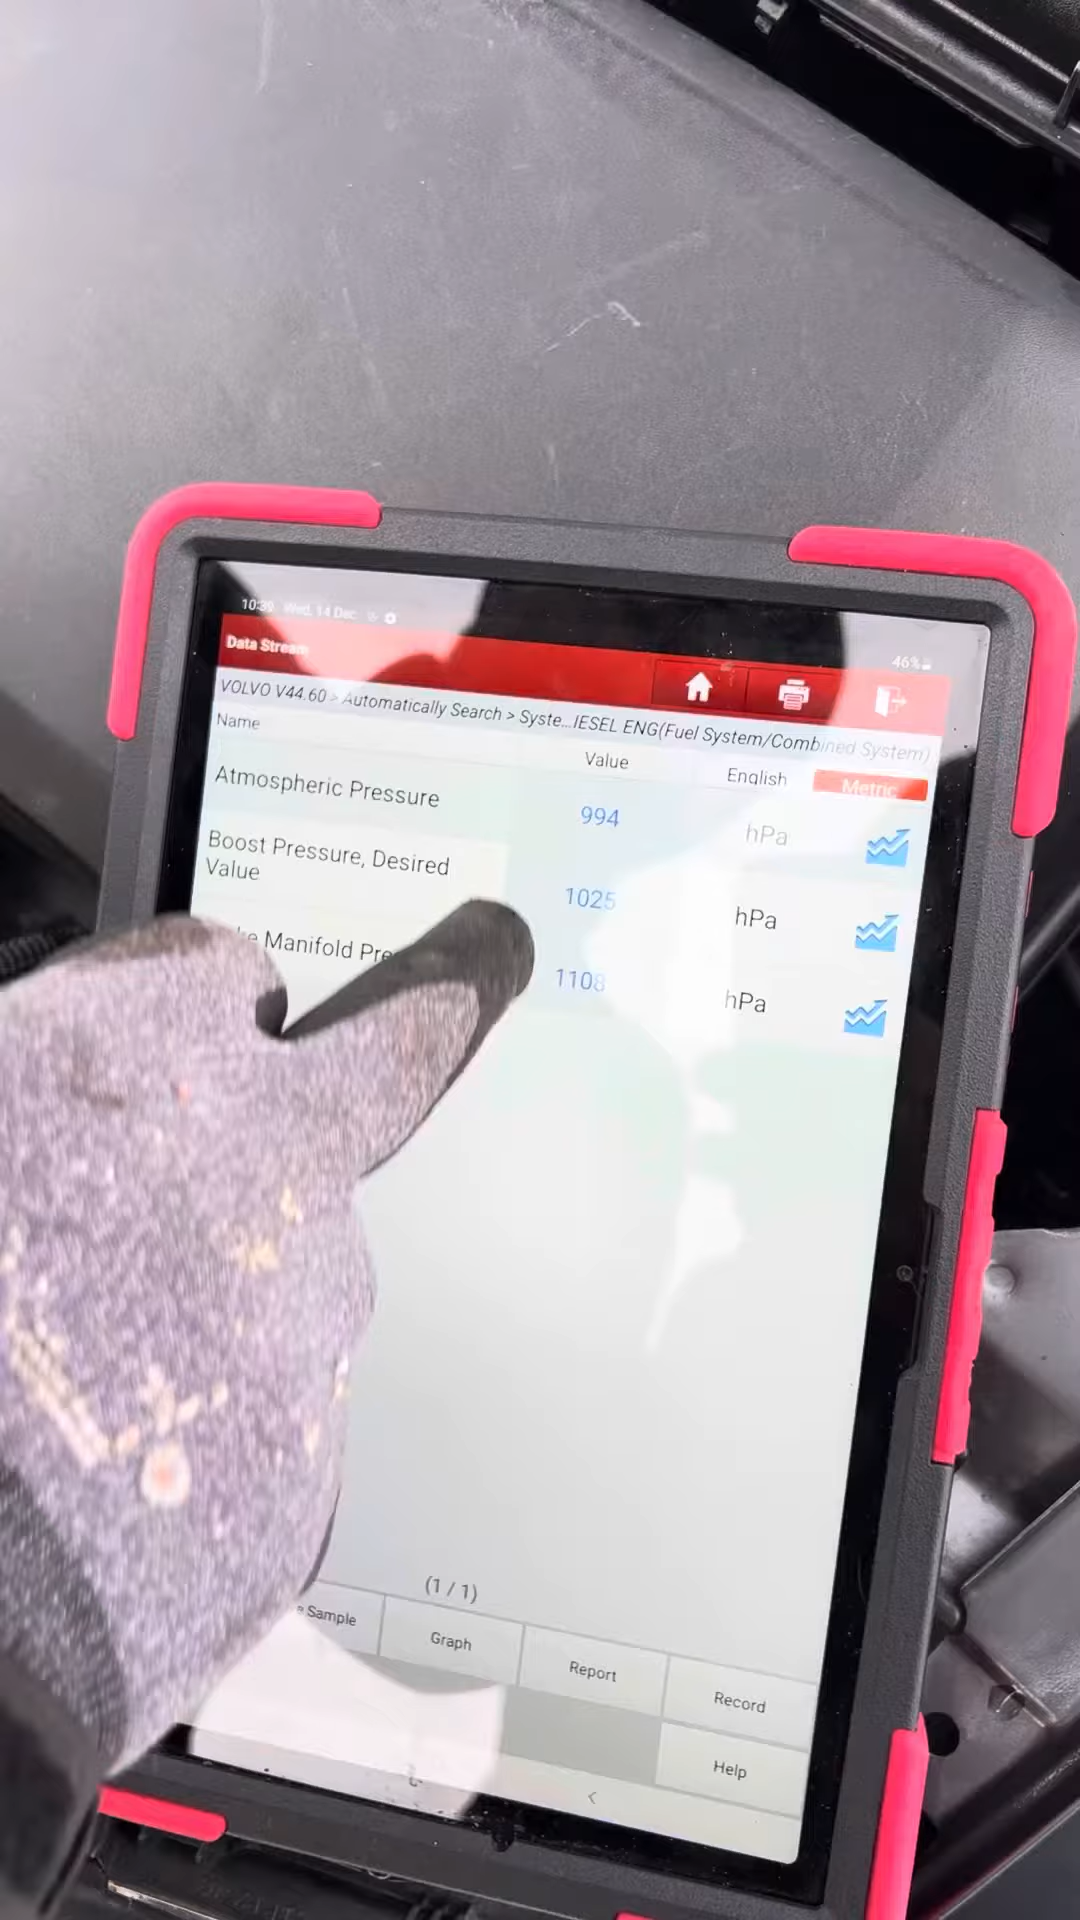 10:39 Wed, 14 Dec
46%
Data Stream
VOLVO V44.60 > Automatically Search > Syste...IESEL ENG(Fuel System/Combined System)
Name Value English Metric
Atmospheric Pressure 994 hPa
Boost Pressure, Desired
Value 1025 hPa
Manifold Pre 1108 hPa
(1 / 1)
Sample Graph Report Record
Help